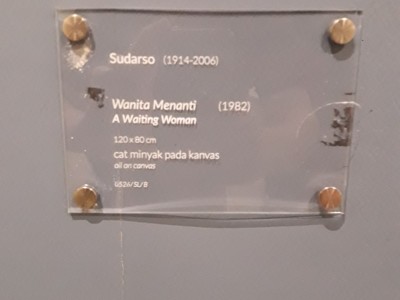 Sudarso (1914-2006)
Wanita Menanti (1982)
A Waiting Woman
120 x 80 cm
cat minyak pada kanvas
oil on canvas